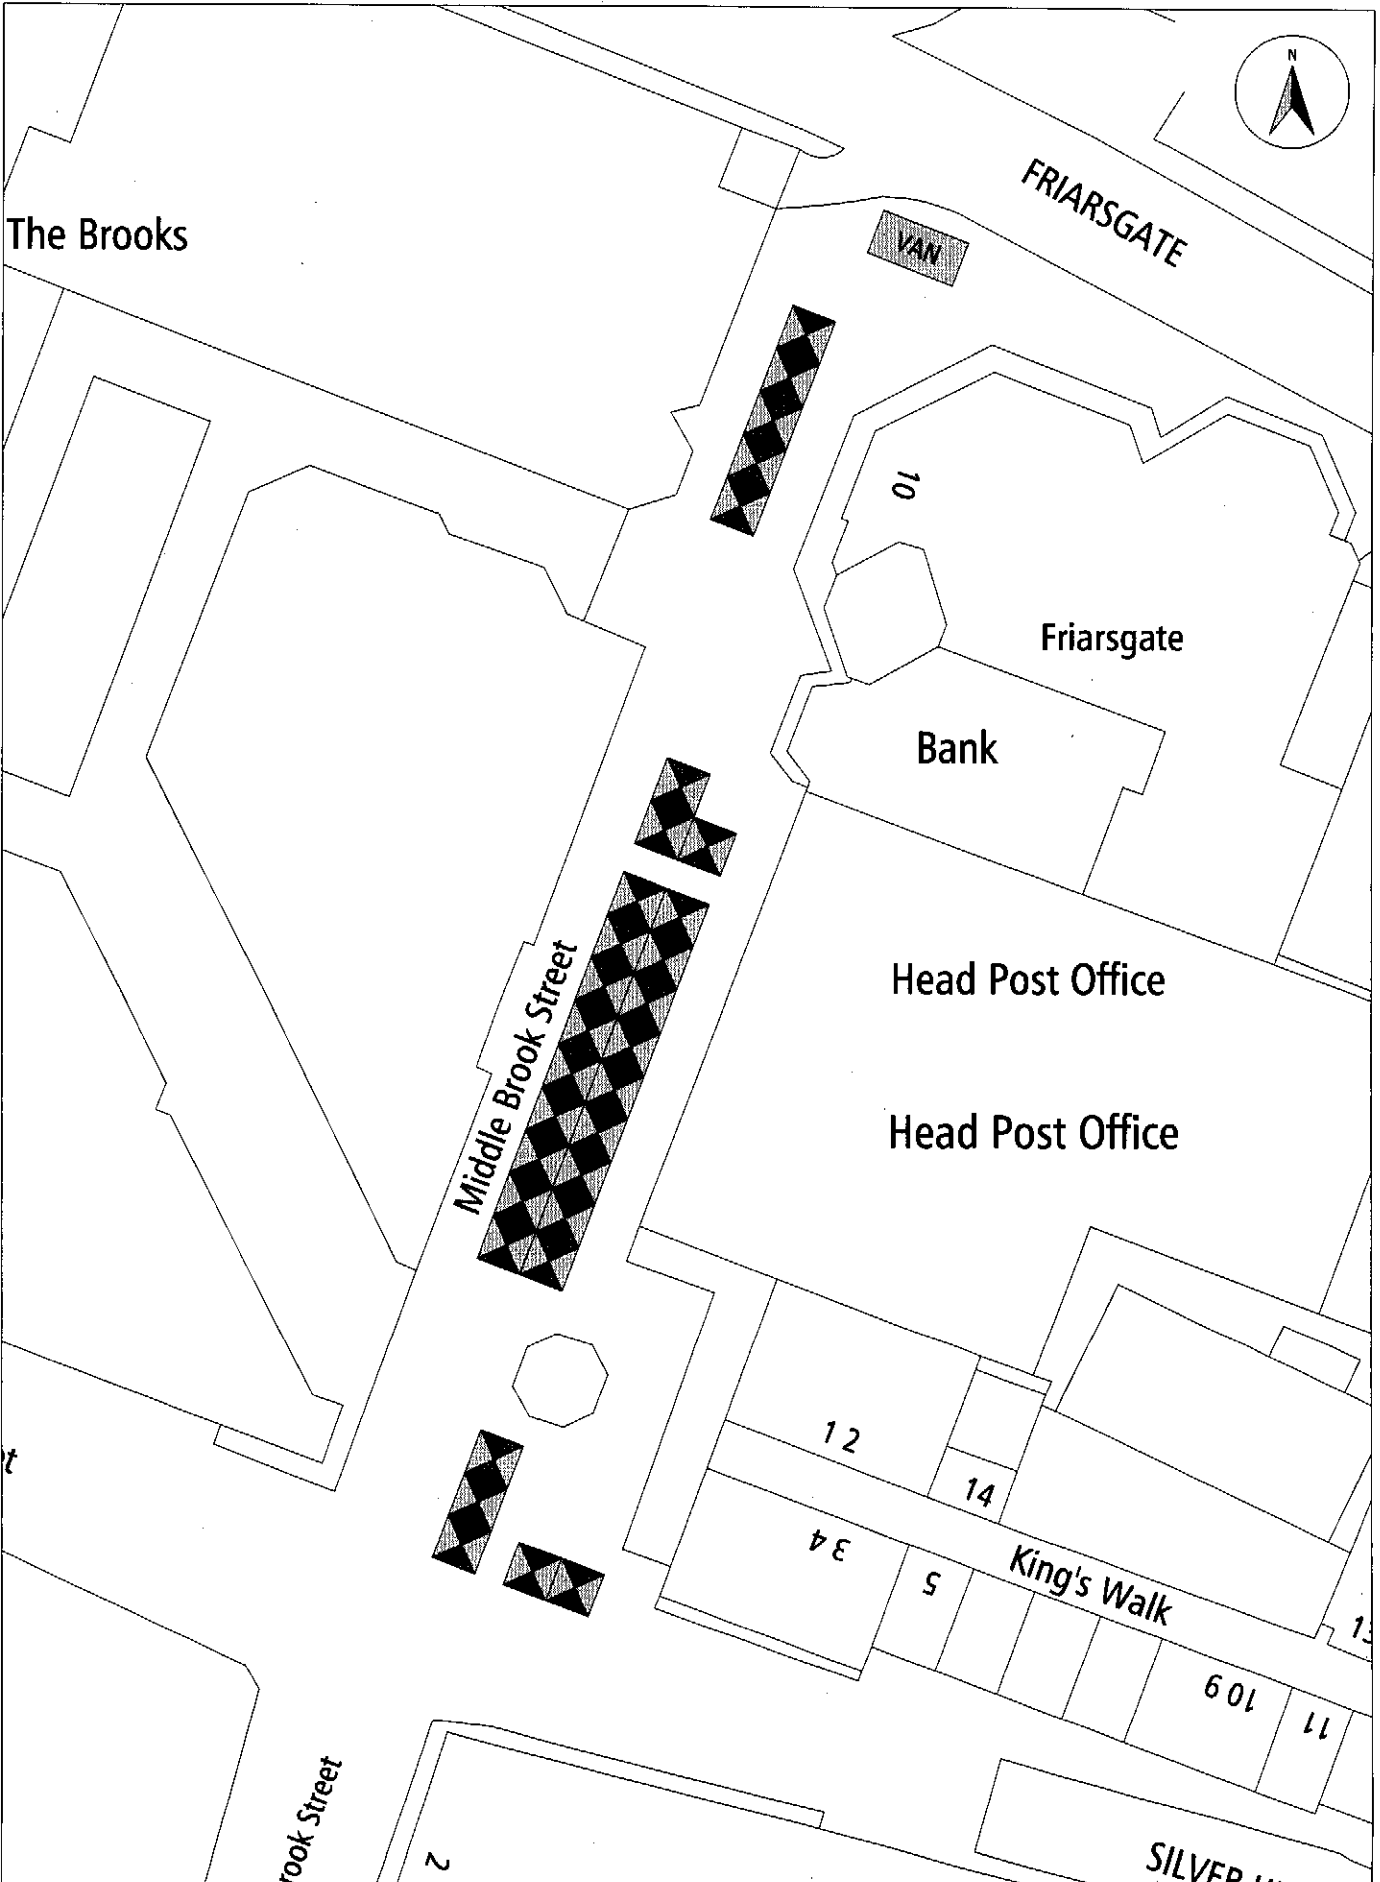 N
FRIARSGATE
The Brooks
VAN
10
Friarsgate
Bank
Head Post Office
Middle Brook Street
Head Post Office
1 2
14
3 4
5
King's Walk
10 9
11
rook Street
2